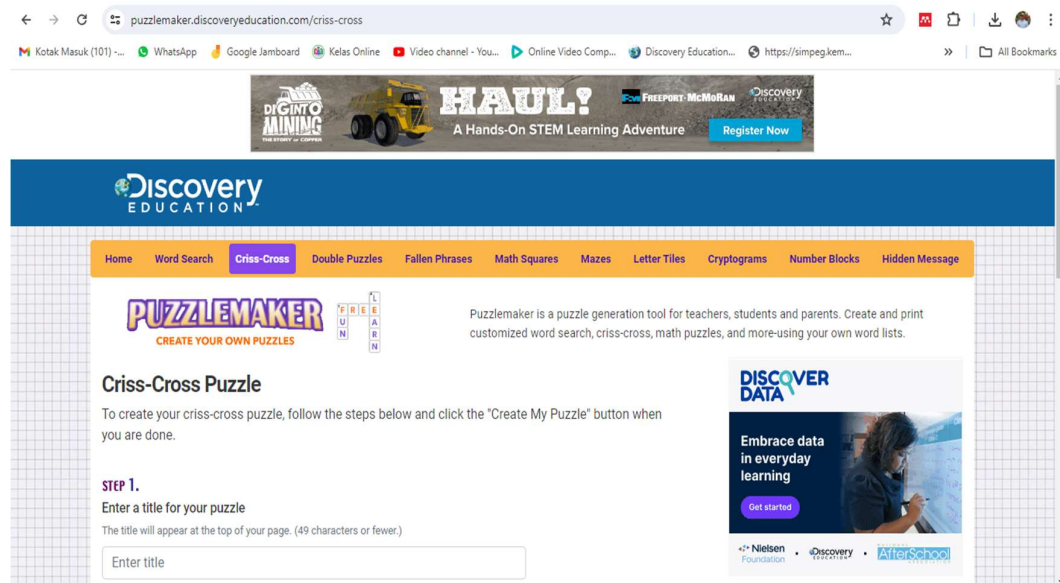 puzzlemaker.discoveryeducation.com/criss-cross
Kotak Masuk (101) -... WhatsApp Google Jamboard Kelas Online Video channel - You... Online Video Comp... Discovery Education... https://simpeg.kem... » All Bookmarks
DIG INTO
MINING
THE STORY OF COPPER
HAUL!
A Hands-On STEM Learning Adventure
FREEPORT-McMoRAN
DISCOVERY
EDUCATION
Register Now
DISCOVERY
EDUCATION
Home Word Search Criss-Cross Double Puzzles Fallen Phrases Math Squares Mazes Letter Tiles Cryptograms Number Blocks Hidden Message
PUZZLEMAKER
CREATE YOUR OWN PUZZLES
FREE
FUN
LEARN
Puzzlemaker is a puzzle generation tool for teachers, students and parents. Create and print
customized word search, criss-cross, math puzzles, and more-using your own word lists.
Criss-Cross Puzzle
To create your criss-cross puzzle, follow the steps below and click the "Create My Puzzle" button when
you are done.
STEP 1.
Enter a title for your puzzle
The title will appear at the top of your page. (49 characters or fewer.)
Enter title
DISCOVER
DATA
Embrace data
in everyday
learning
Get started
Nielsen
Foundation
DISCOVERY
EDUCATION
NATIONAL
AfterSchool
ASSOCIATION